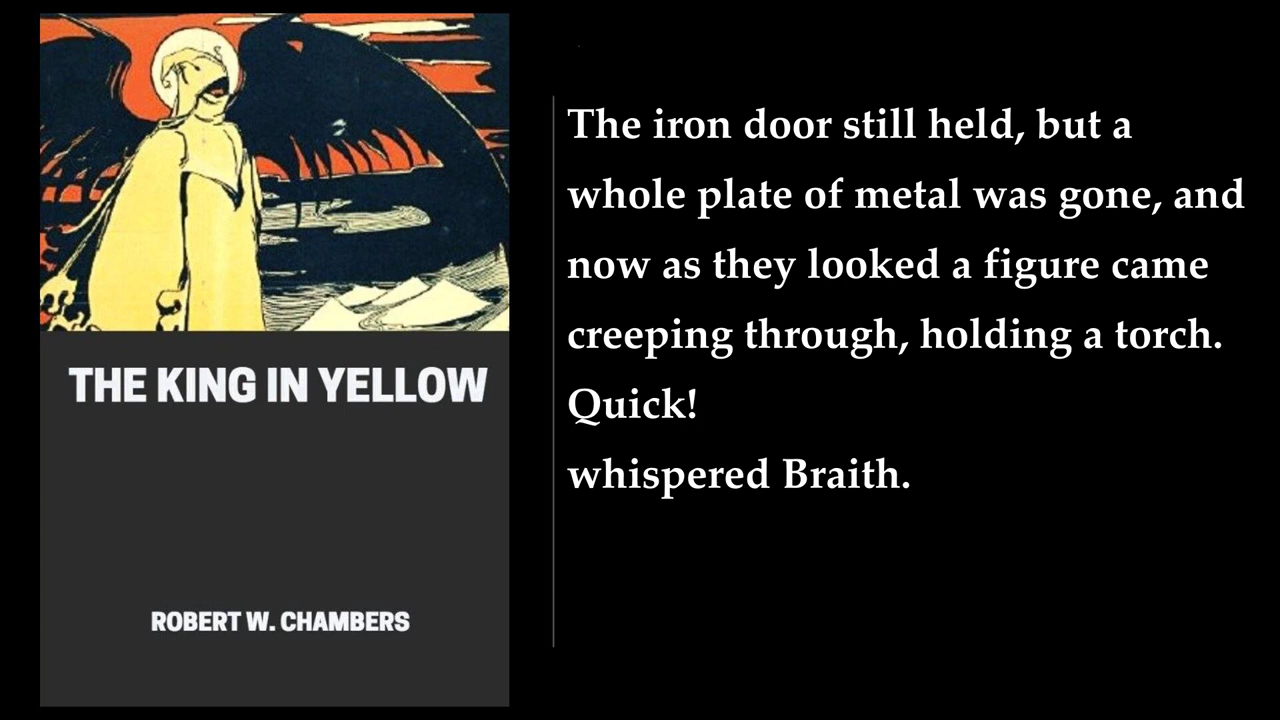 THE KING IN YELLOW
ROBERT W. CHAMBERS
The iron door still held, but a
whole plate of metal was gone, and
now as they looked a figure came
creeping through, holding a torch.
Quick!
whispered Braith.